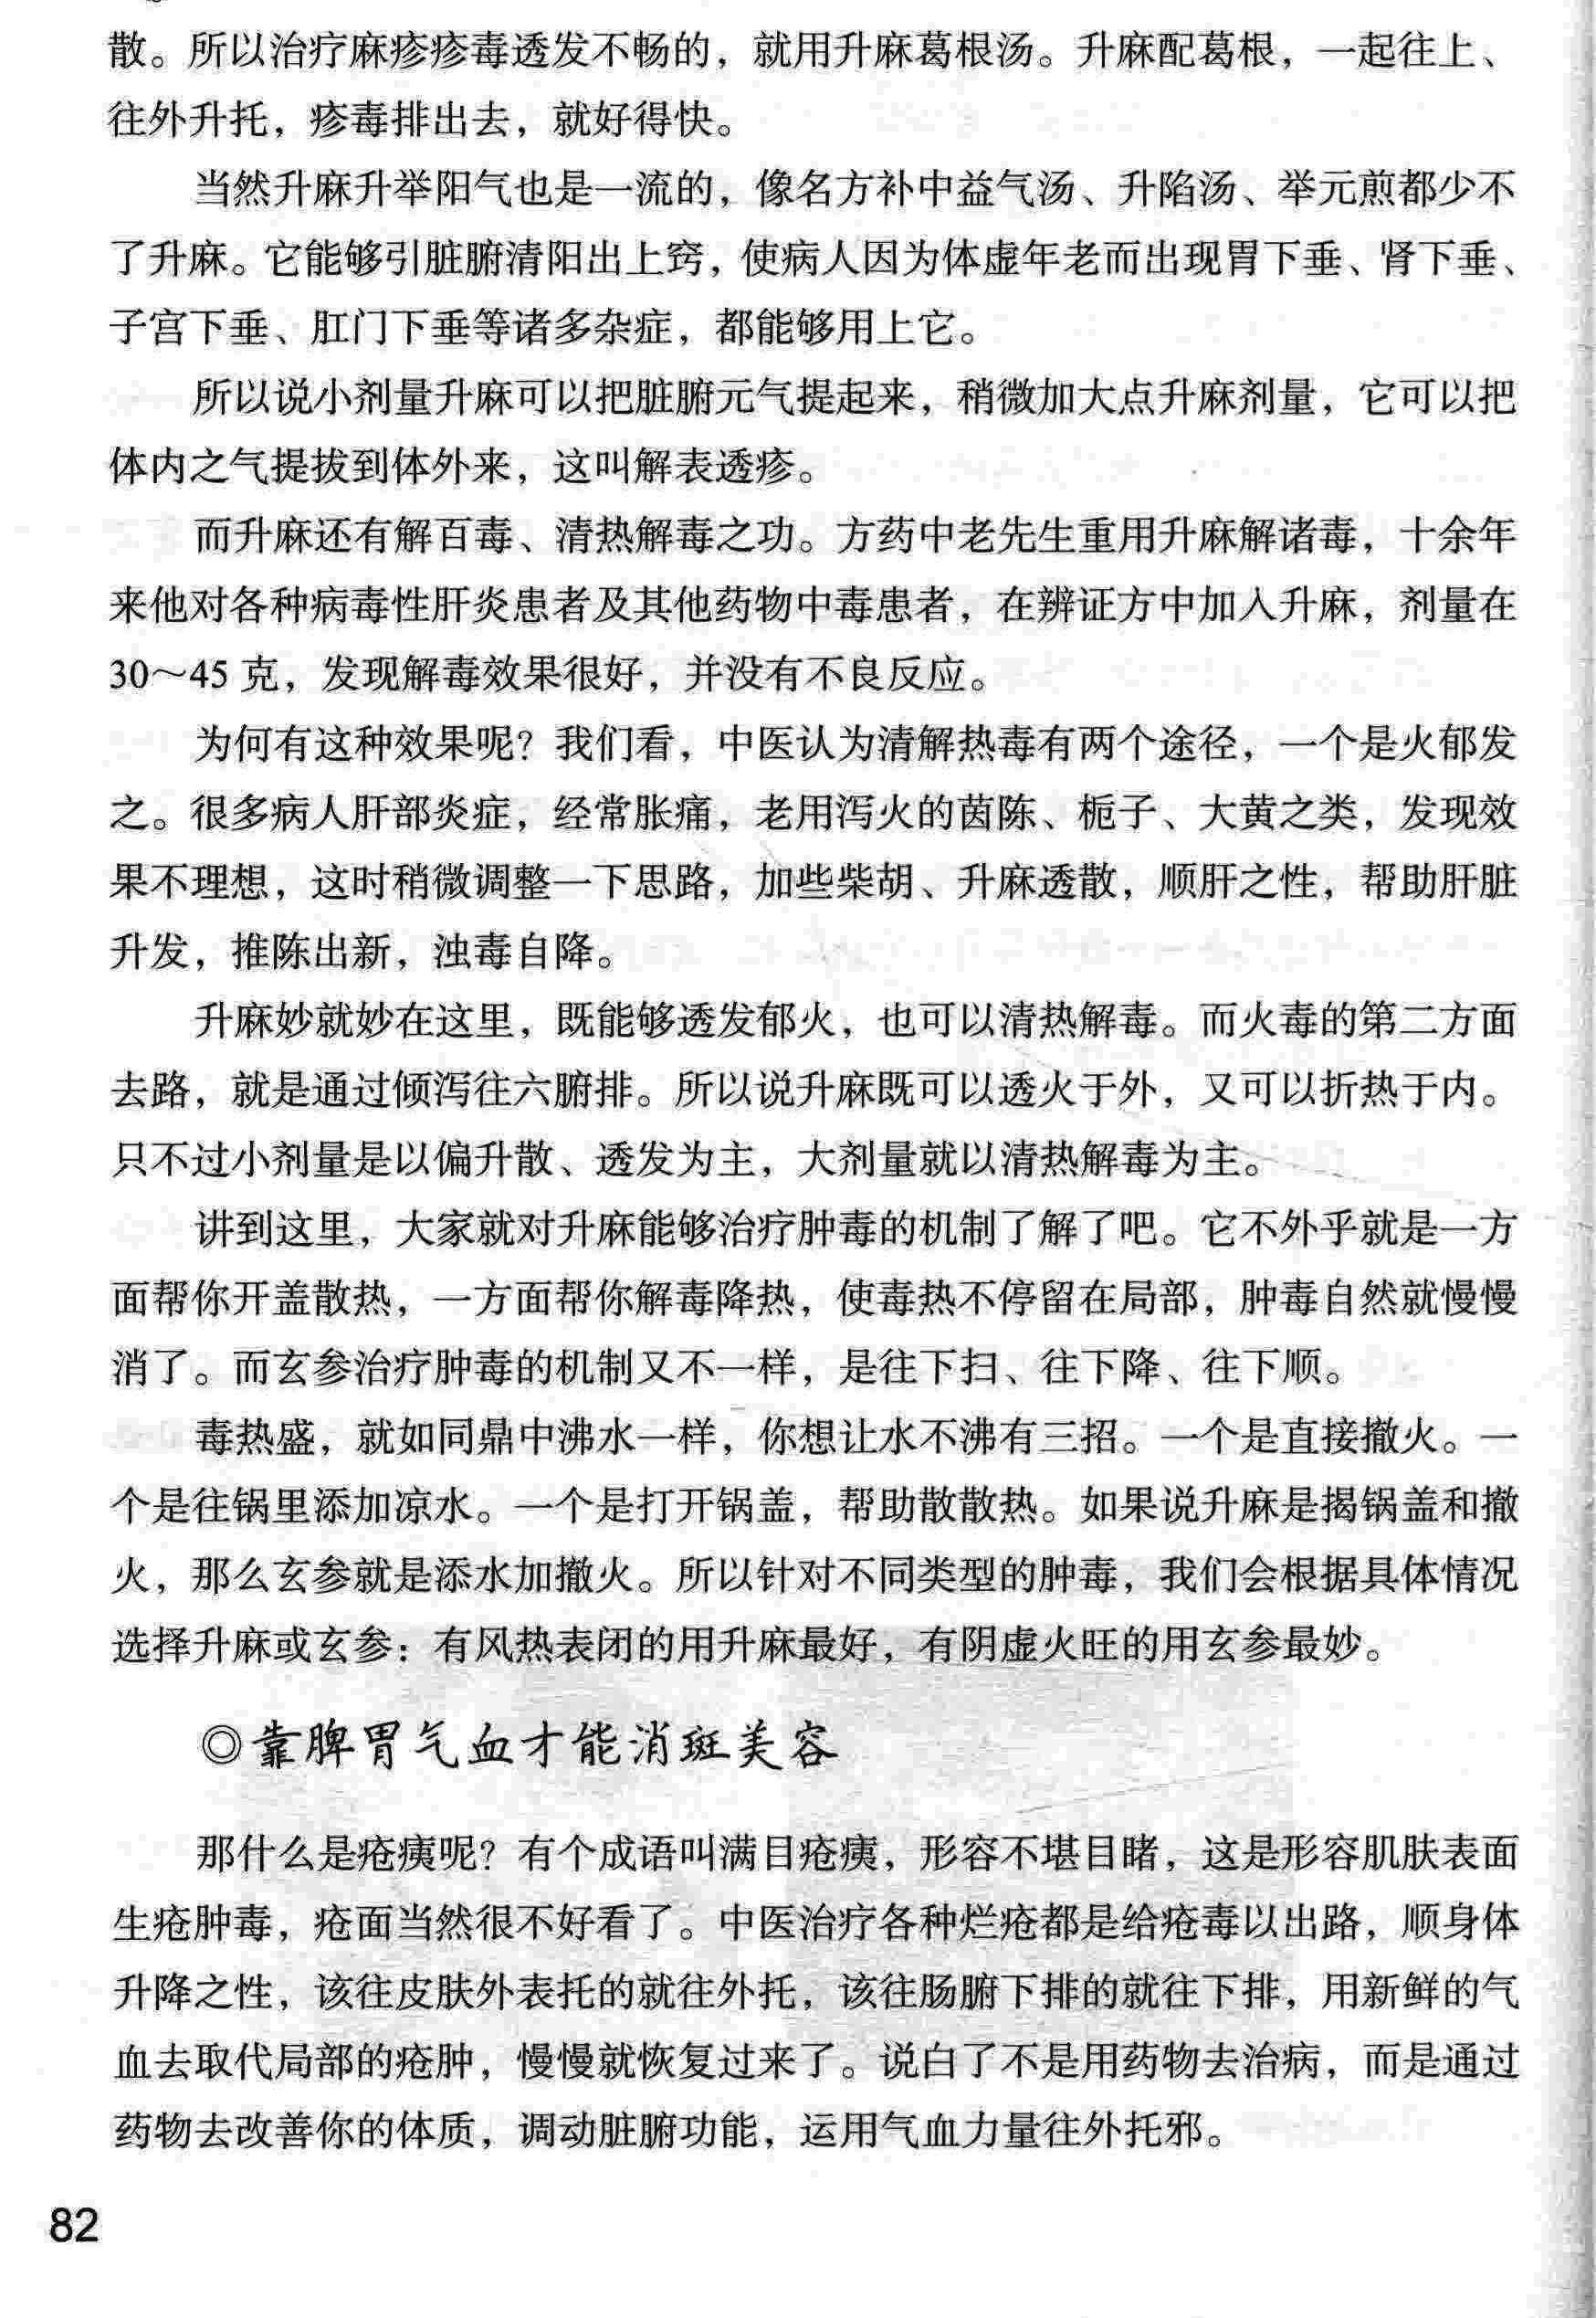 散。所以治疗麻疹疹毒透发不畅的，就用升麻葛根汤。升麻配葛根，一起往上、
往外升托，疹毒排出去，就好得快。
当然升麻升举阳气也是一流的，像名方补中益气汤、升陷汤、举元煎都少不
了升麻。它能够引脏腑清阳出上窍，使病人因为体虚年老而出现胃下垂、肾下垂、
子宫下垂、肛门下垂等诸多杂症，都能够用上它。
所以说小剂量升麻可以把脏腑元气提起来，稍微加大点升麻剂量，它可以把
体内之气提拔到体外来，这叫解表透疹。
而升麻还有解百毒、清热解毒之功。方药中老先生重用升麻解诸毒，十余年
来他对各种病毒性肝炎患者及其他药物中毒患者，在辨证方中加入升麻，剂量在
30～45 克，发现解毒效果很好，并没有不良反应。
为何有这种效果呢？我们看，中医认为清解热毒有两个途径，一个是火郁发
之。很多病人肝部炎症，经常胀痛，老用泻火的茵陈、栀子、大黄之类，发现效
果不理想，这时稍微调整一下思路，加些柴胡、升麻透散，顺肝之性，帮助肝脏
升发，推陈出新，浊毒自降。
升麻妙就妙在这里，既能够透发郁火，也可以清热解毒。而火毒的第二方面
去路，就是通过倾泻往六腑排。所以说升麻既可以透火于外，又可以折热于内。
只不过小剂量是以偏升散、透发为主，大剂量就以清热解毒为主。
讲到这里，大家就对升麻能够治疗肿毒的机制了解了吧。它不外乎就是一方
面帮你开盖散热，一方面帮你解毒降热，使毒热不停留在局部，肿毒自然就慢慢
消了。而玄参治疗肿毒的机制又不一样，是往下扫、往下降、往下顺。
毒热盛，就如同鼎中沸水一样，你想让水不沸有三招。一个是直接撤火。一
个是往锅里添加凉水。一个是打开锅盖，帮助散散热。如果说升麻是揭锅盖和撤
火，那么玄参就是添水加撤火。所以针对不同类型的肿毒，我们会根据具体情况
选择升麻或玄参：有风热表闭的用升麻最好，有阴虚火旺的用玄参最妙。
◎靠脾胃气血才能消斑美容
那什么是疮痍呢？有个成语叫满目疮痍，形容不堪目睹，这是形容肌肤表面
生疮肿毒，疮面当然很不好看了。中医治疗各种烂疮都是给疮毒以出路，顺身体
升降之性，该往皮肤外表托的就往外托，该往肠腑下排的就往下排，用新鲜的气
血去取代局部的疮肿，慢慢就恢复过来了。说白了不是用药物去治病，而是通过
药物去改善你的体质，调动脏腑功能，运用气血力量往外托邪。
82